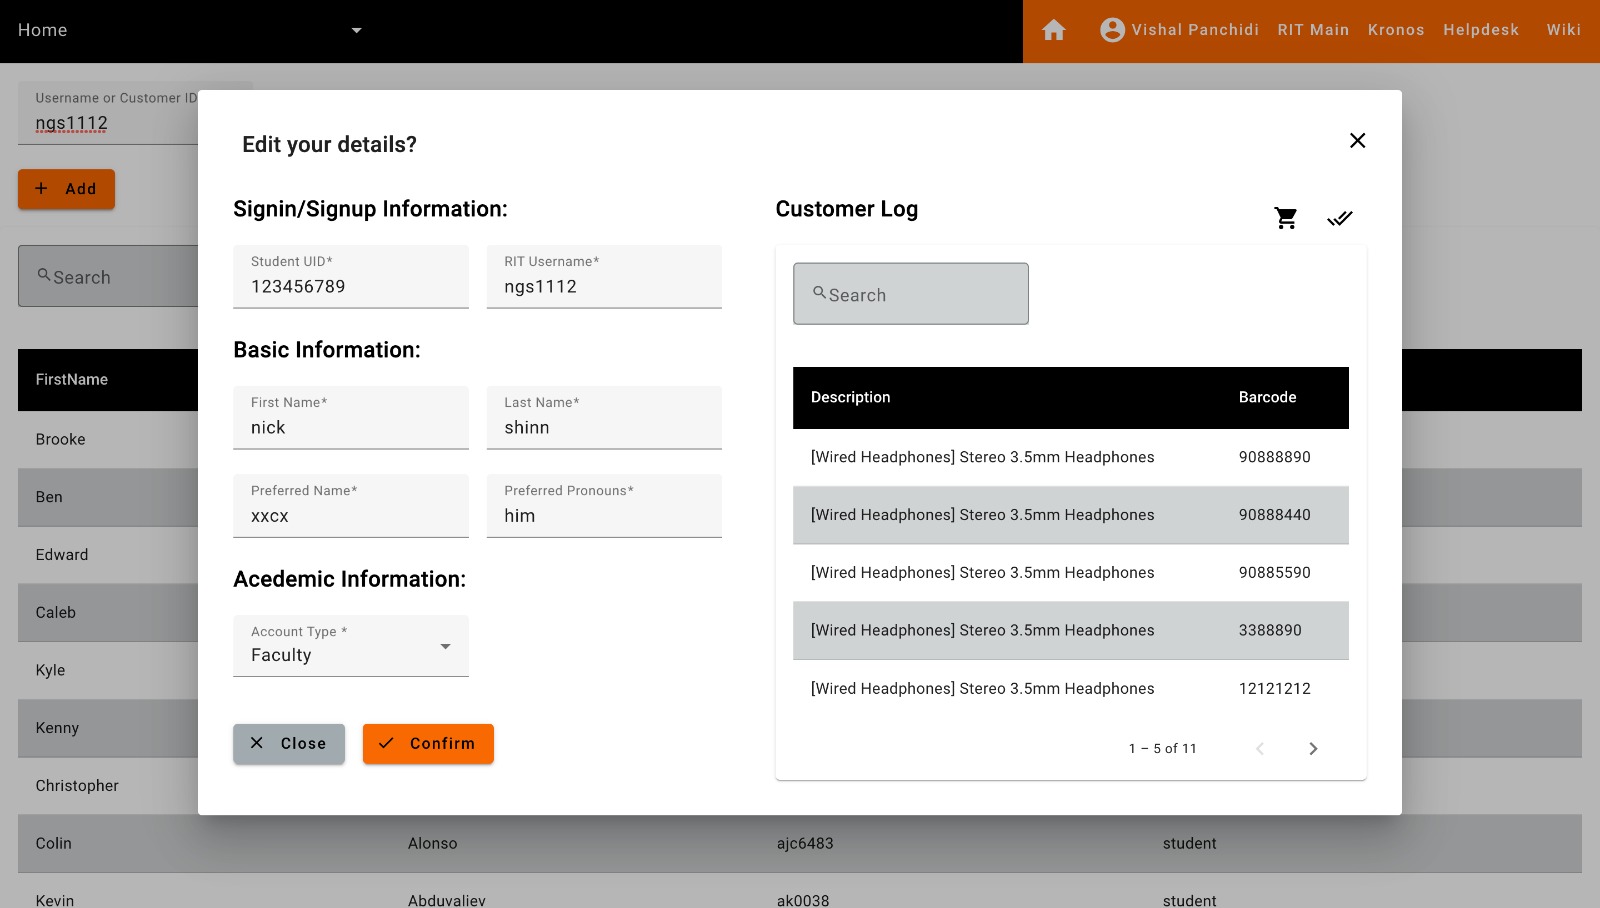 Home
Vishal Panchidi RIT Main Kronos Helpdesk Wiki
Username or Customer ID
ngs1112
Add
Search
FirstName
Brooke
Ben
Edward
Caleb
Kyle
Kenny
Christopher
Colin Alonso ajc6483 student
Kevin Abduvaliev ak0038 student
Edit your details?
Signin/Signup Information:
Student UID*
123456789
RIT Username*
ngs1112
Basic Information:
First Name*
nick
Last Name*
shinn
Preferred Name*
xxcx
Preferred Pronouns*
him
Acedemic Information:
Account Type *
Faculty
Close
Confirm
Customer Log
Search
Description Barcode
[Wired Headphones] Stereo 3.5mm Headphones 90888890
[Wired Headphones] Stereo 3.5mm Headphones 90888440
[Wired Headphones] Stereo 3.5mm Headphones 90885590
[Wired Headphones] Stereo 3.5mm Headphones 3388890
[Wired Headphones] Stereo 3.5mm Headphones 12121212
1 – 5 of 11